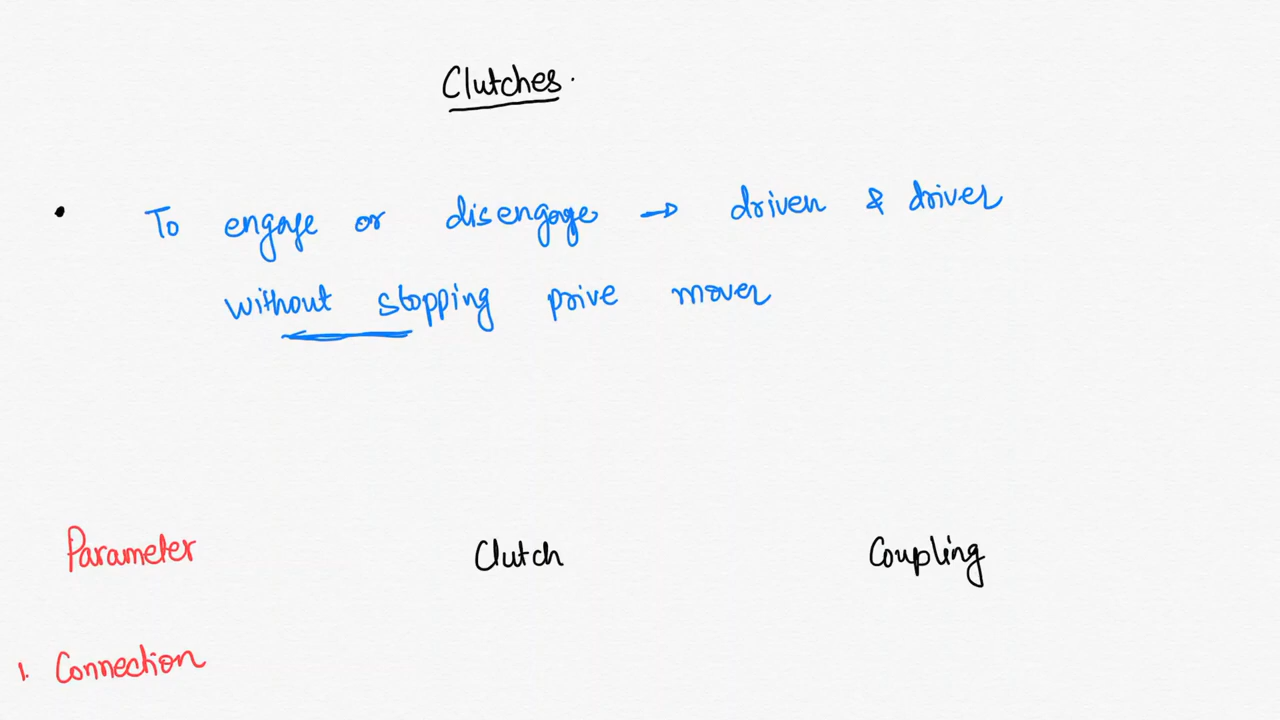 Clutches.
• To engage or disengage → driven & driver
without stopping prive mover
Parameter Clutch Coupling
1. Connection